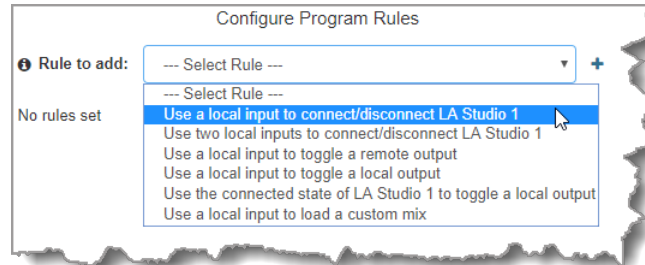 Configure Program Rules
Rule to add:
--- Select Rule ---
--- Select Rule ---
No rules set
Use a local input to connect/disconnect LA Studio 1
Use two local inputs to connect/disconnect LA Studio 1
Use a local input to toggle a remote output
Use a local input to toggle a local output
Use the connected state of LA Studio 1 to toggle a local output
Use a local input to load a custom mix